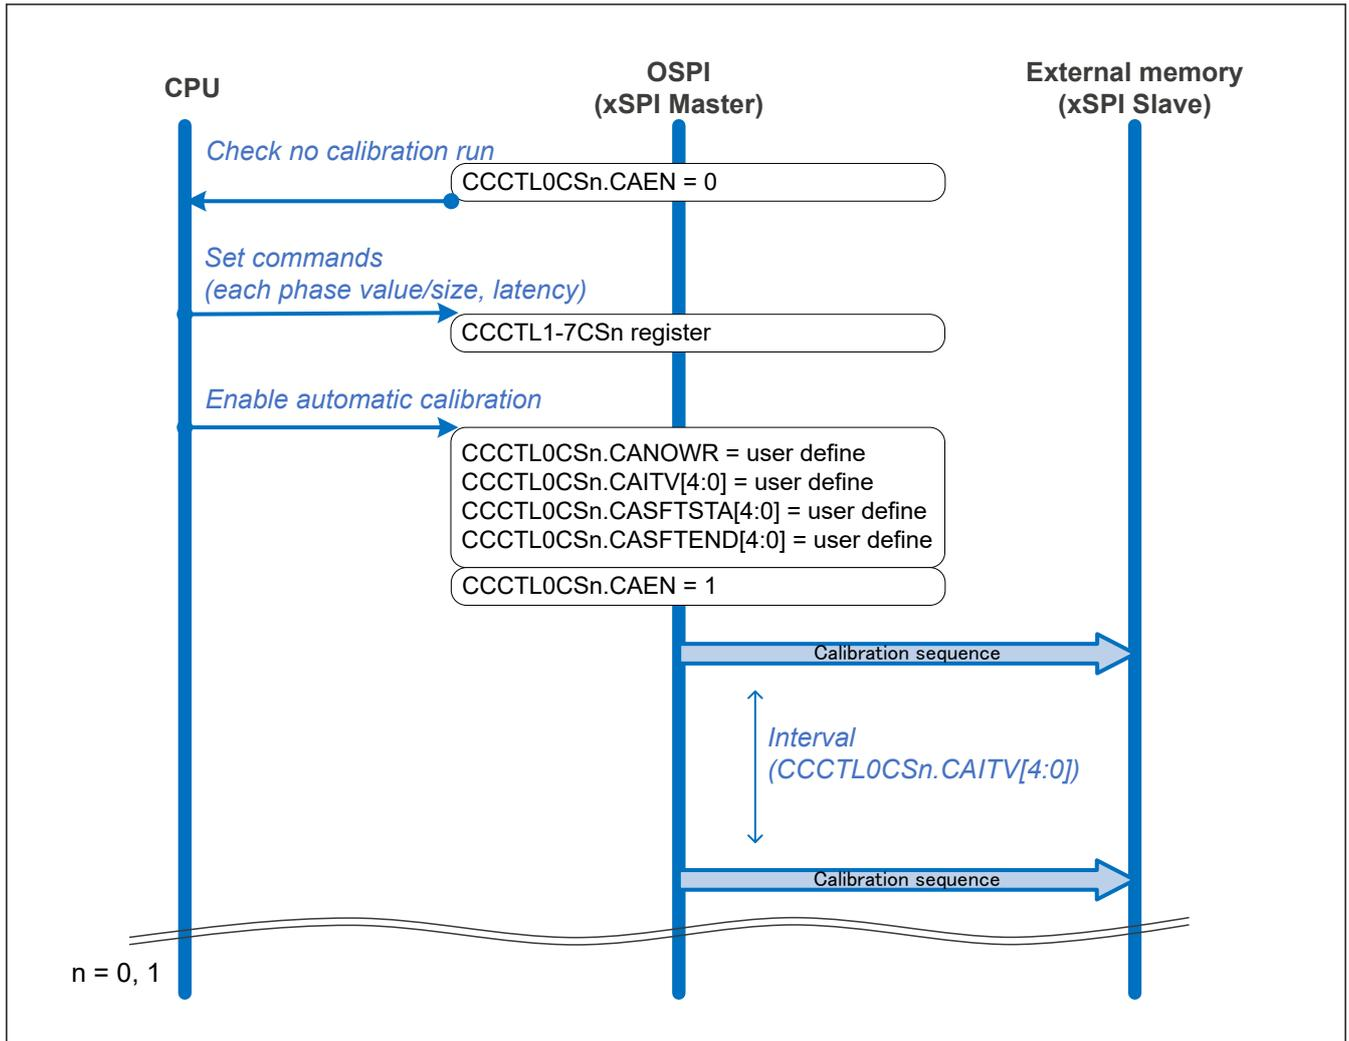 CPU
OSPI
(xSPI Master)
External memory
(xSPI Slave)
Check no calibration run
CCCTL0CSn.CAEN = 0
Set commands
(each phase value/size, latency)
CCCTL1-7CSn register
Enable automatic calibration
CCCTL0CSn.CANOWR = user define
CCCTL0CSn.CAITV[4:0] = user define
CCCTL0CSn.CASFTSTA[4:0] = user define
CCCTL0CSn.CASFTEND[4:0] = user define
CCCTL0CSn.CAEN = 1
Calibration sequence
Interval
(CCCTL0CSn.CAITV[4:0])
Calibration sequence
n = 0, 1